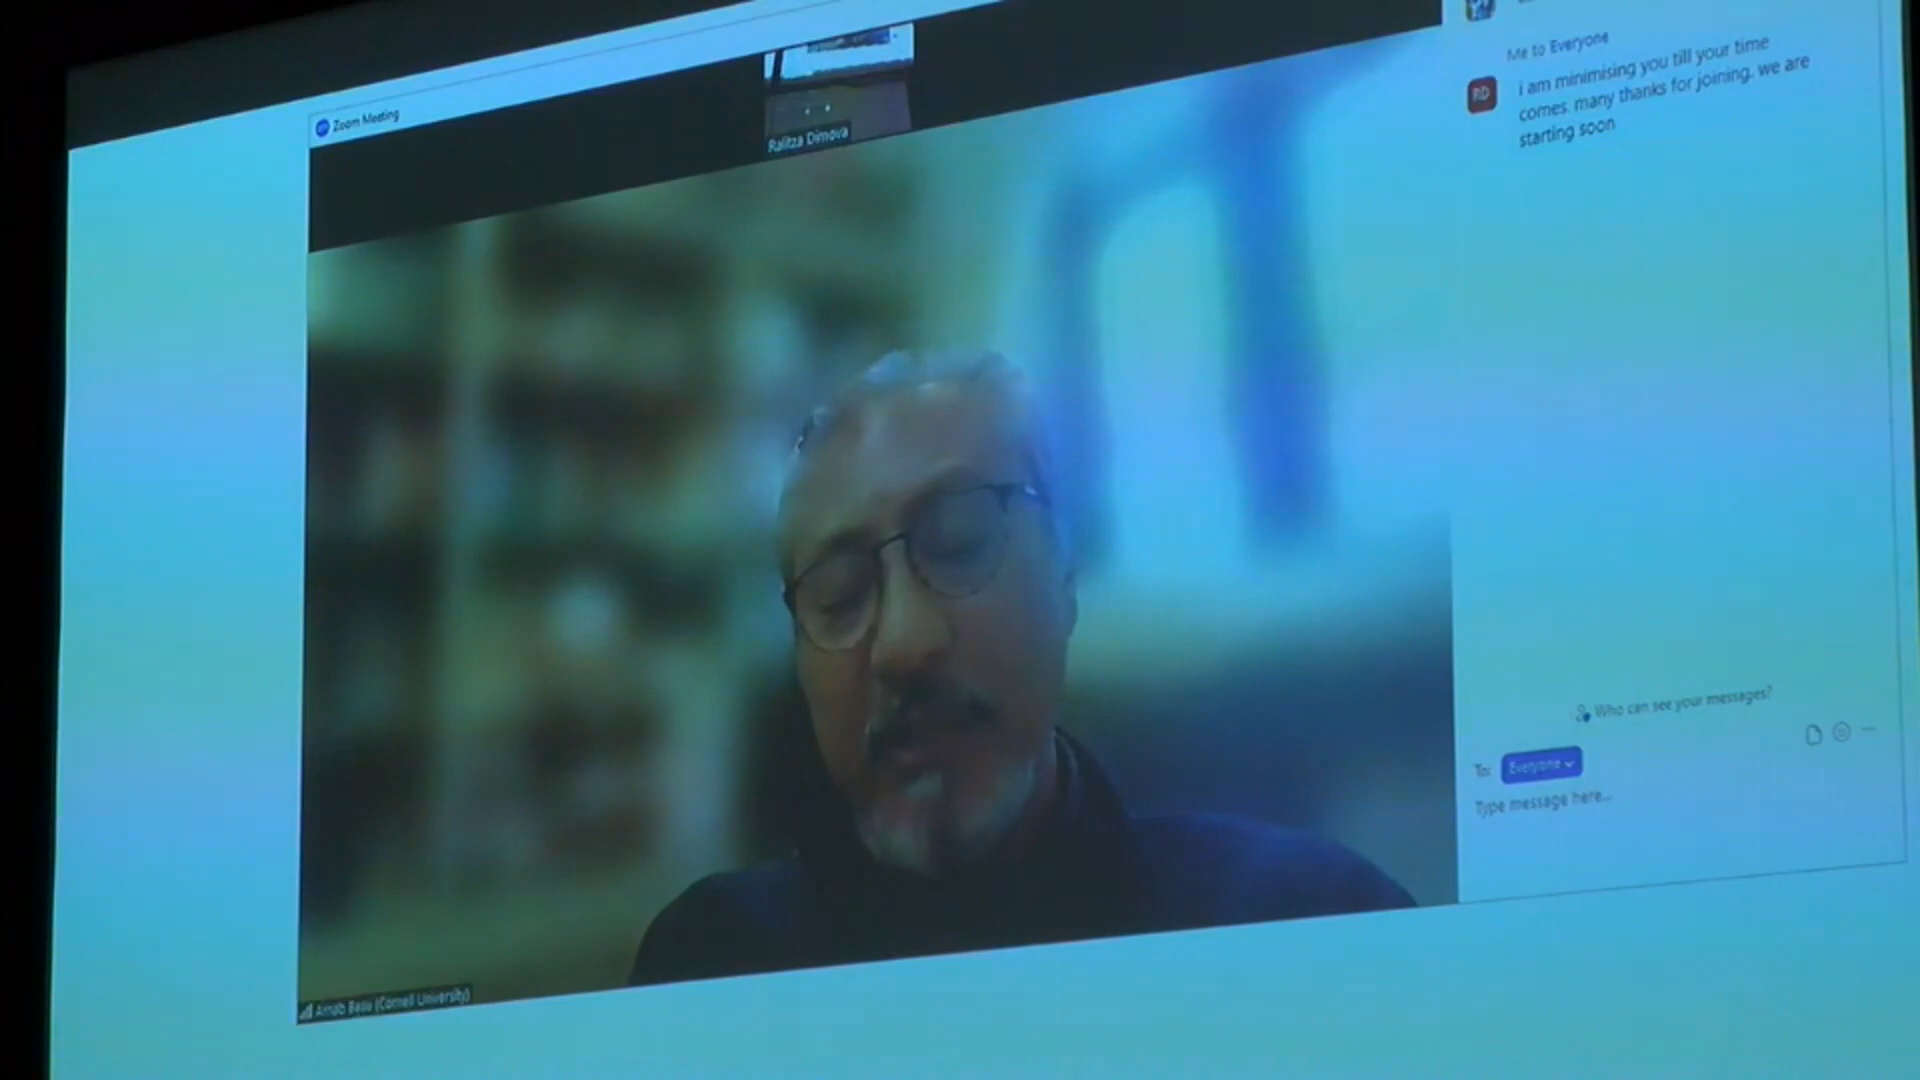 Zoom Meeting
Ralitza Dimova
Me to Everyone
RD
i am minimising you till your time
comes. many thanks for joining. we are
starting soon
Who can see your messages?
To: Everyone
Type message here...
Arnab Basu (Cornell University)